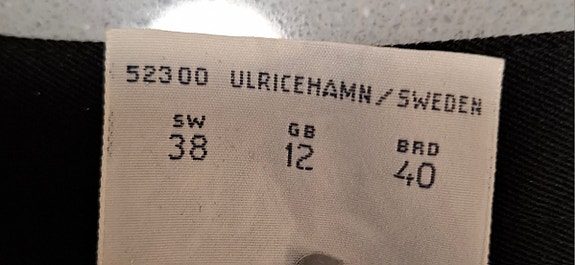 52300 ULRICEHAMN/SWEDEN
SW GB BRD
38 12 40